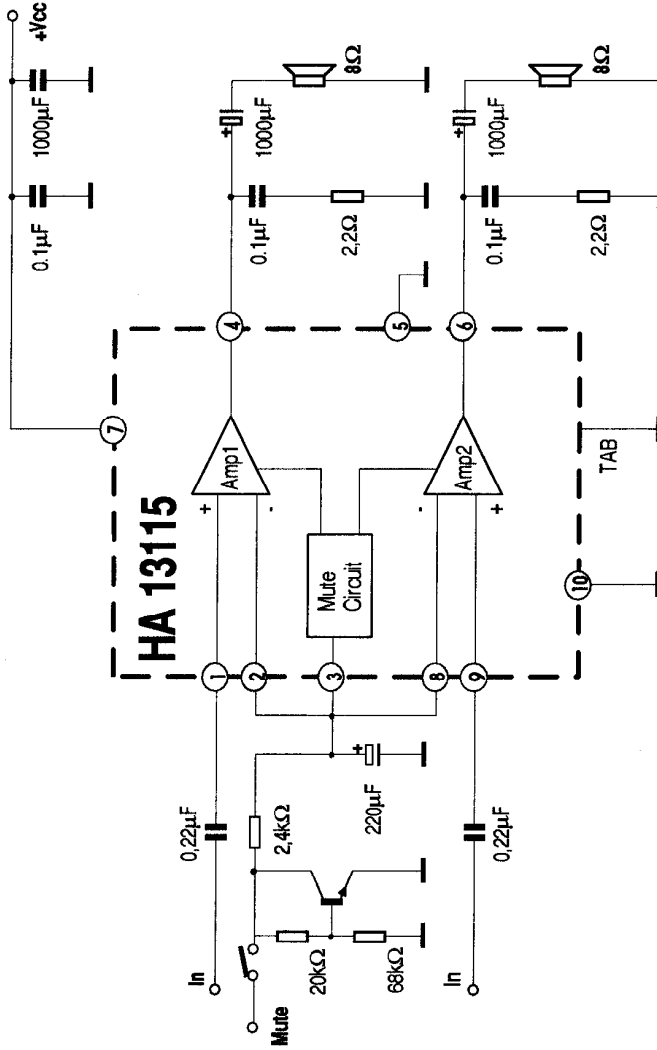 +Vcc
0.1µF
1000µF
7
HA 13115
In
0,22µF
1
+
Amp1
-
4
+
1000µF
8Ω
0.1µF
2,2Ω
2
Mute
2,4kΩ
20kΩ
68kΩ
+
220µF
3
Mute
Circuit
5
8
-
Amp2
+
6
+
1000µF
8Ω
0.1µF
2,2Ω
In
0,22µF
9
10
TAB